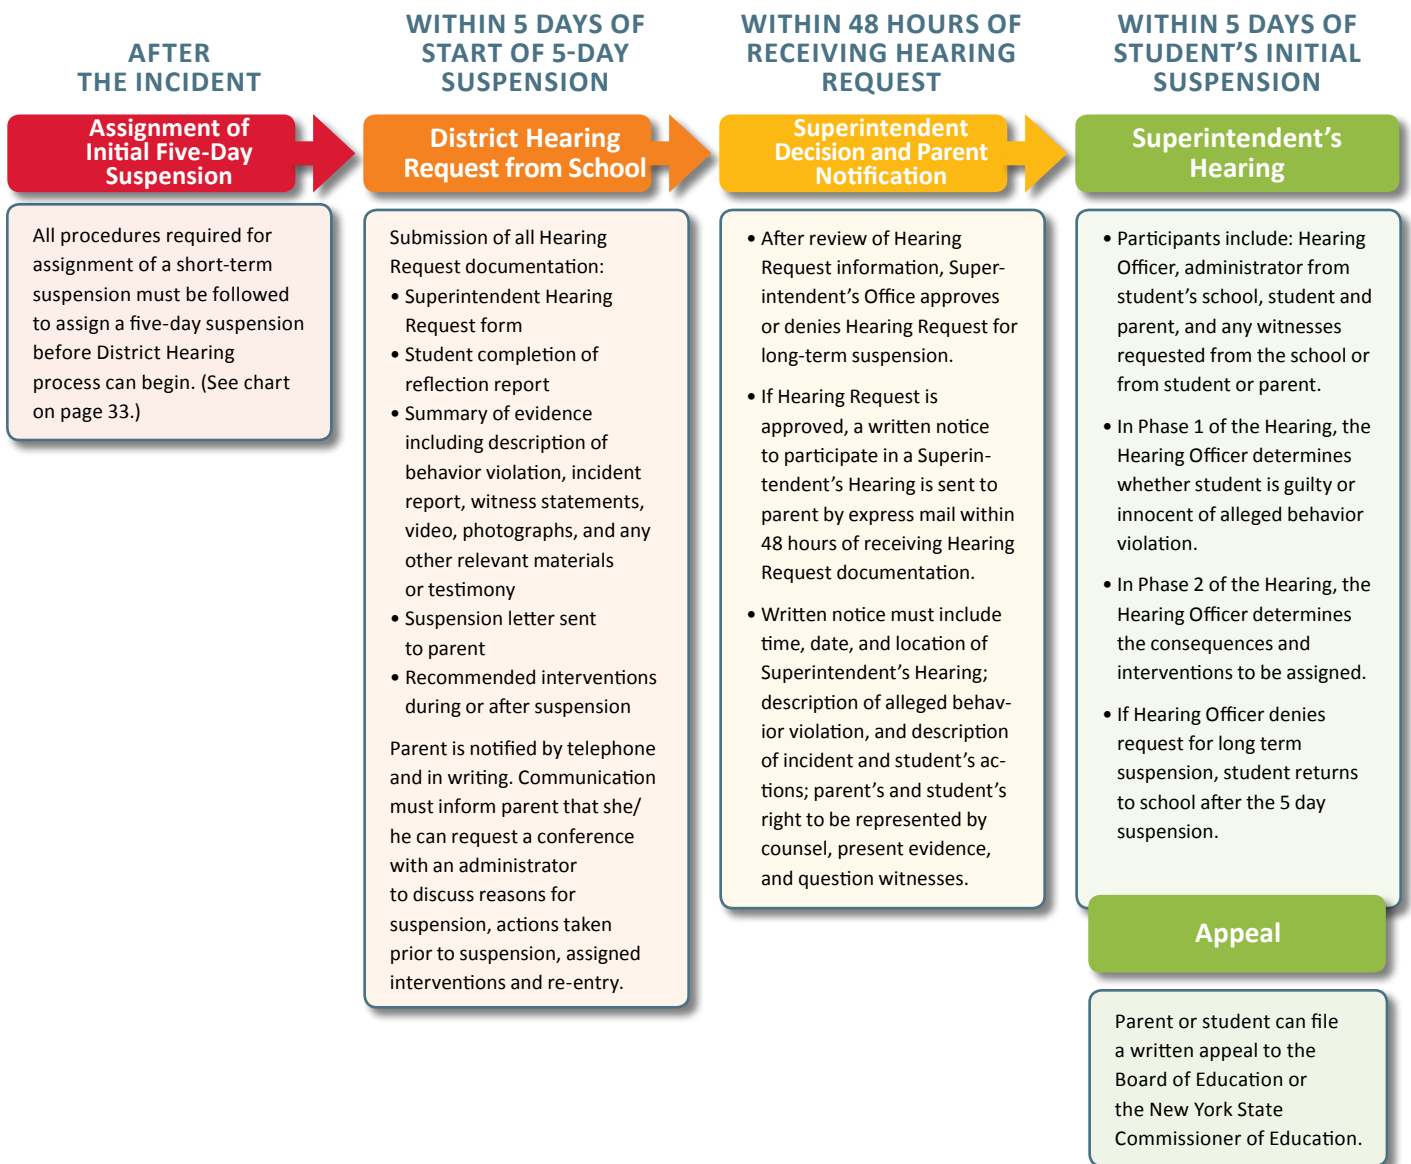 AFTER
THE INCIDENT
Assignment of
Initial Five-Day
Suspension
All procedures required for
assignment of a short-term
suspension must be followed
to assign a five-day suspension
before District Hearing
process can begin. (See chart
on page 33.)
WITHIN 5 DAYS OF
START OF 5-DAY
SUSPENSION
District Hearing
Request from School
Submission of all Hearing
Request documentation:
• Superintendent Hearing
Request form
• Student completion of
reflection report
• Summary of evidence
including description of
behavior violation, incident
report, witness statements,
video, photographs, and any
other relevant materials
or testimony
• Suspension letter sent
to parent
• Recommended interventions
during or after suspension
Parent is notified by telephone
and in writing. Communication
must inform parent that she/
he can request a conference
with an administrator
to discuss reasons for
suspension, actions taken
prior to suspension, assigned
interventions and re-entry.
WITHIN 48 HOURS OF
RECEIVING HEARING
REQUEST
Superintendent
Decision and Parent
Notification
• After review of Hearing
Request information, Super-
intendent's Office approves
or denies Hearing Request for
long-term suspension.
• If Hearing Request is
approved, a written notice
to participate in a Superin-
tendent's Hearing is sent to
parent by express mail within
48 hours of receiving Hearing
Request documentation.
• Written notice must include
time, date, and location of
Superintendent's Hearing;
description of alleged behav-
ior violation, and description
of incident and student's ac-
tions; parent's and student's
right to be represented by
counsel, present evidence,
and question witnesses.
WITHIN 5 DAYS OF
STUDENT'S INITIAL
SUSPENSION
Superintendent's
Hearing
• Participants include: Hearing
Officer, administrator from
student's school, student and
parent, and any witnesses
requested from the school or
from student or parent.
• In Phase 1 of the Hearing, the
Hearing Officer determines
whether student is guilty or
innocent of alleged behavior
violation.
• In Phase 2 of the Hearing, the
Hearing Officer determines
the consequences and
interventions to be assigned.
• If Hearing Officer denies
request for long term
suspension, student returns
to school after the 5 day
suspension.
Appeal
Parent or student can file
a written appeal to the
Board of Education or
the New York State
Commissioner of Education.